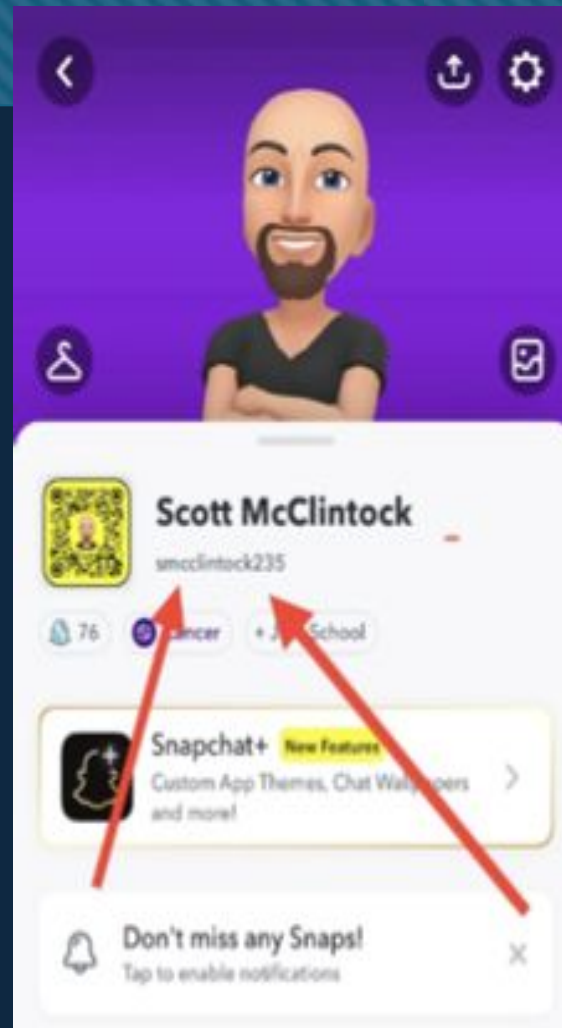 Scott McClintock
smcclintock235
76
+ School
Snapchat+ New Features
Custom App Themes, Chat
and more!
Don't miss any Snaps!
Tap to enable notifications